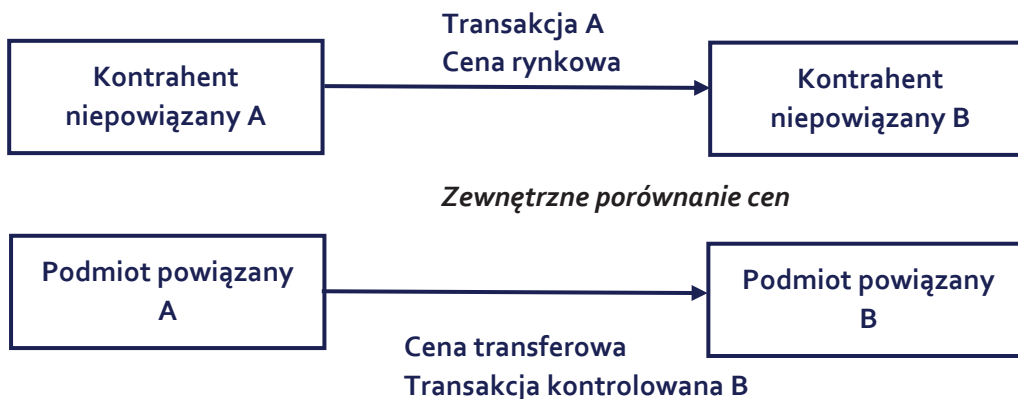 Transakcja A
Cena rynkowa
Kontrahent
niepowiązany A
Kontrahent
niepowiązany B
Zewnętrzne porównanie cen
Podmiot powiązany
A
Podmiot powiązany
B
Cena transferowa
Transakcja kontrolowana B